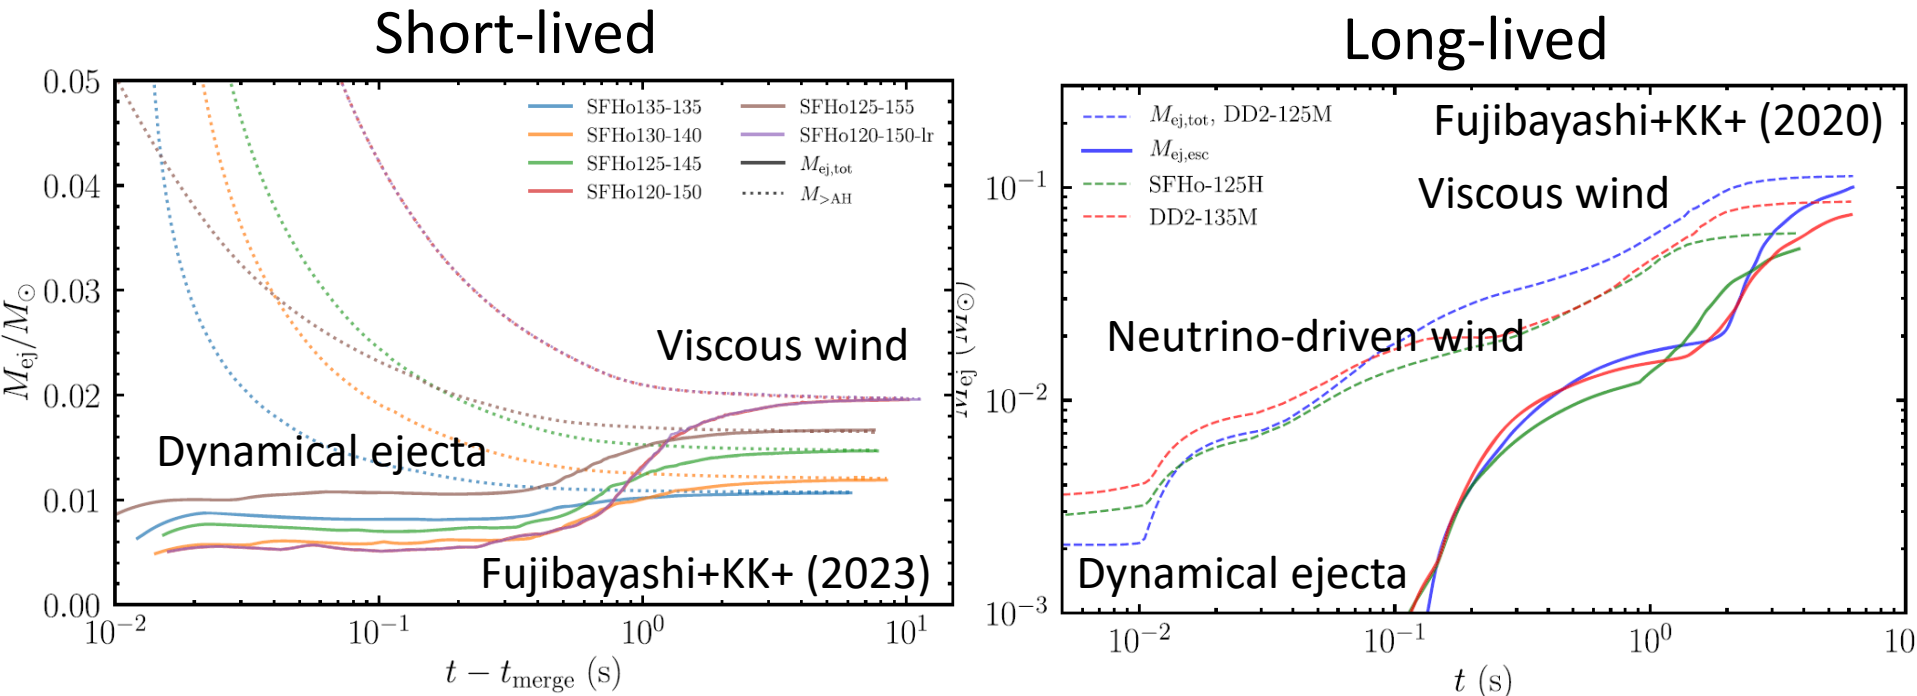 Short-lived
Long-lived
0.05
0.04
0.03
0.02
0.01
0.00
M_ej/M_⊙
SFHo135-135
SFHo130-140
SFHo125-145
SFHo120-150
SFHo125-155
SFHo120-150-lr
M_ej,tot
M_>AH
Viscous wind
Dynamical ejecta
Fujibayashi+KK+ (2023)
10^−2
10^−1
10^0
10^1
t − t_merge (s)
M_ej,tot, DD2-125M
M_ej,esc
SFHo-125H
DD2-135M
Fujibayashi+KK+ (2020)
Viscous wind
Neutrino-driven wind
Dynamical ejecta
10^−1
10^−2
10^−3
M_ej (M_⊙)
10^−2
10^−1
10^0
10
t (s)